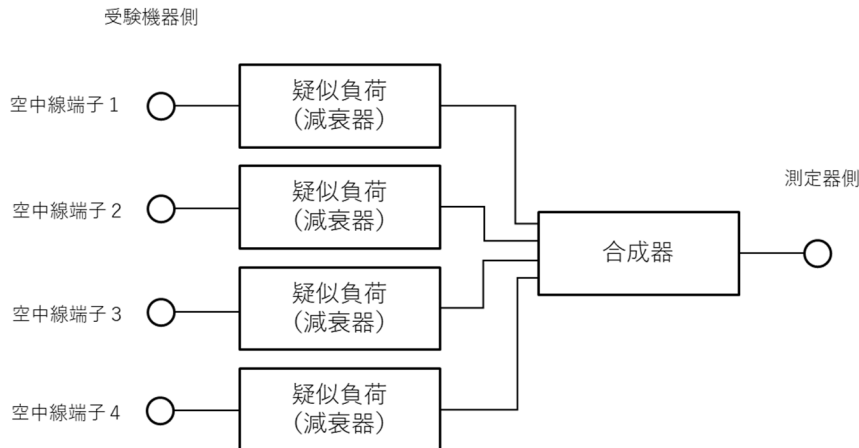 受験機器側
空中線端子１
疑似負荷
（減衰器）
空中線端子２
疑似負荷
（減衰器）
測定器側
合成器
空中線端子３
疑似負荷
（減衰器）
空中線端子４
疑似負荷
（減衰器）